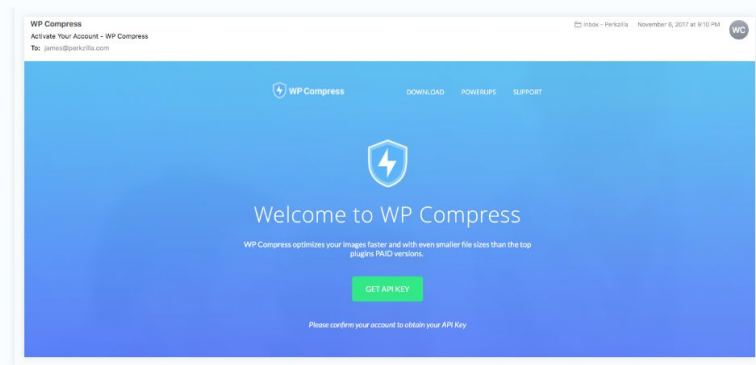 WP Compress
Inbox - Perkzilla November 6, 2017 at 9:10 PM
WC
Activate Your Account - WP Compress
To: james@perkzilla.com
WP Compress
DOWNLOAD POWERUPS SUPPORT
Welcome to WP Compress
WP Compress optimizes your images faster and with even smaller file sizes than the top
plugins PAID versions.
GET API KEY
Please confirm your account to obtain your API Key